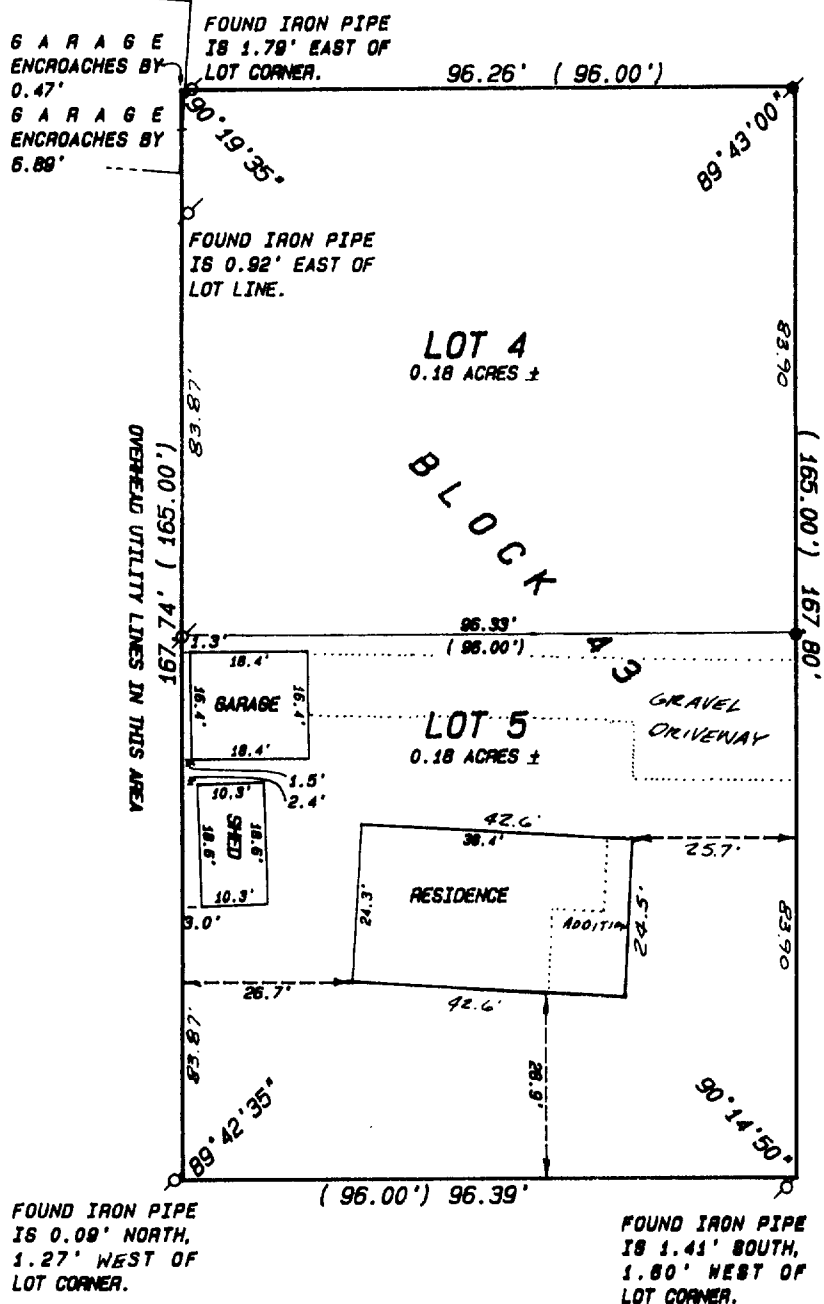 FOUND IRON PIPE
IS 1.79' EAST OF
LOT CORNER.
GARAGE
ENCROACHES BY
0.47'
GARAGE
ENCROACHES BY
6.89'
96.26' (96.00')
90°19'35"
89°43'00"
FOUND IRON PIPE
IS 0.92' EAST OF
LOT LINE.
LOT 4
0.18 ACRES ±
83.87'
83.90
BLOCK 43
OVERHEAD UTILITY LINES IN THIS AREA
167.74' (165.00')
(165.00') 167.80'
96.33'
(96.00')
1.3'
18.4'
16.4'
GARAGE
16.4'
18.4'
LOT 5
0.18 ACRES ±
GRAVEL
DRIVEWAY
1.5'
2.4'
10.3'
18.6'
SHED
18.6'
10.3'
3.0'
42.6'
36.4'
25.7'
RESIDENCE
24.3'
ADDITION
24.5'
26.7'
42.6'
28.9'
83.87'
83.90
89°42'35"
90°14'50"
(96.00') 96.39'
FOUND IRON PIPE
IS 0.09' NORTH,
1.27' WEST OF
LOT CORNER.
FOUND IRON PIPE
IS 1.41' SOUTH,
1.60' WEST OF
LOT CORNER.